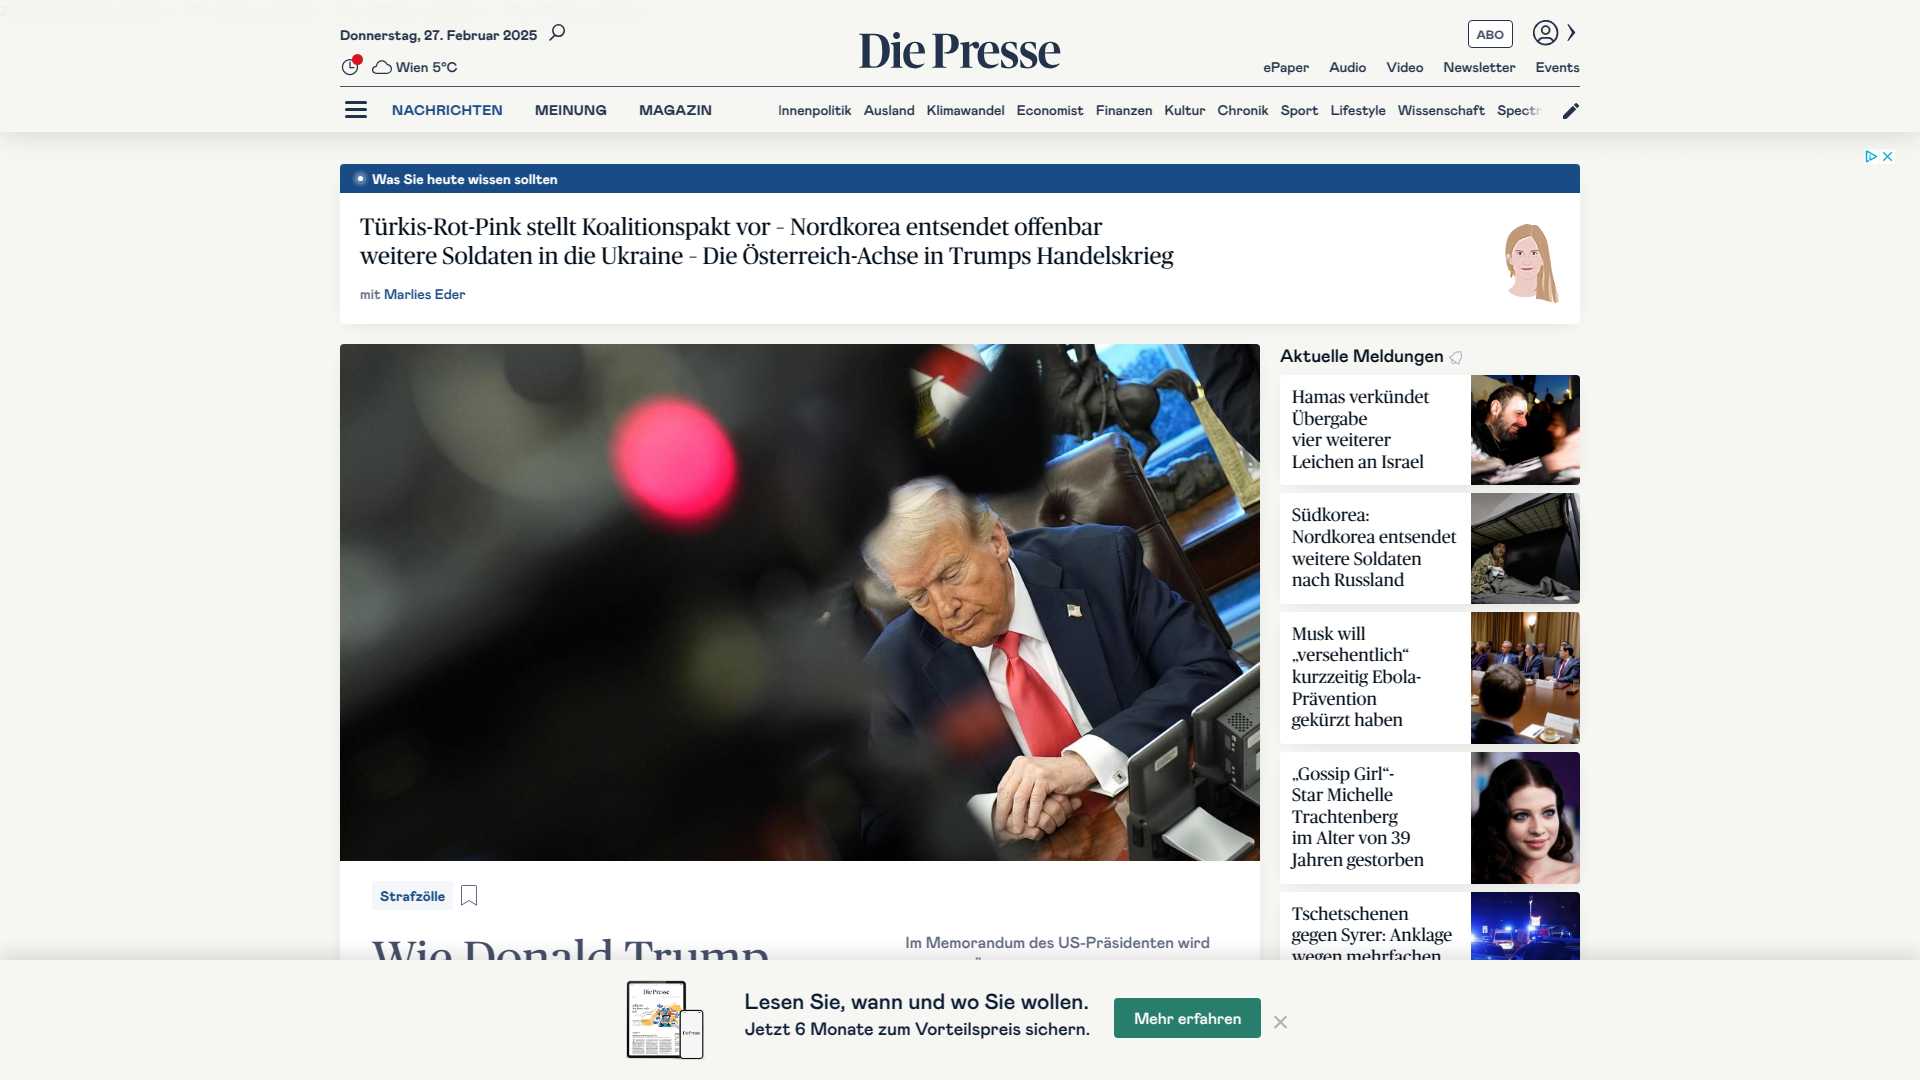 Donnerstag, 27. Februar 2025
Die Presse
ABO
Wien 5°C
ePaper Audio Video Newsletter Events
NACHRICHTEN MEINUNG MAGAZIN
Innenpolitik Ausland Klimawandel Economist Finanzen Kultur Chronik Sport Lifestyle Wissenschaft Spectr
Was Sie heute wissen sollten
Türkis-Rot-Pink stellt Koalitionspakt vor – Nordkorea entsendet offenbar
weitere Soldaten in die Ukraine – Die Österreich-Achse in Trumps Handelskrieg
mit Marlies Eder
Aktuelle Meldungen
Hamas verkündet
Übergabe
vier weiterer
Leichen an Israel
Südkorea:
Nordkorea entsendet
weitere Soldaten
nach Russland
Musk will
„versehentlich“
kurzzeitig Ebola-
Prävention
gekürzt haben
„Gossip Girl“-
Star Michelle
Trachtenberg
im Alter von 39
Jahren gestorben
Tschetschenen
gegen Syrer: Anklage
wegen mehrfachen
Strafzölle
Wie Donald Trump
Im Memorandum des US-Präsidenten wird
Die Presse
Lesen Sie, wann und wo Sie wollen.
Jetzt 6 Monate zum Vorteilspreis sichern.
Mehr erfahren